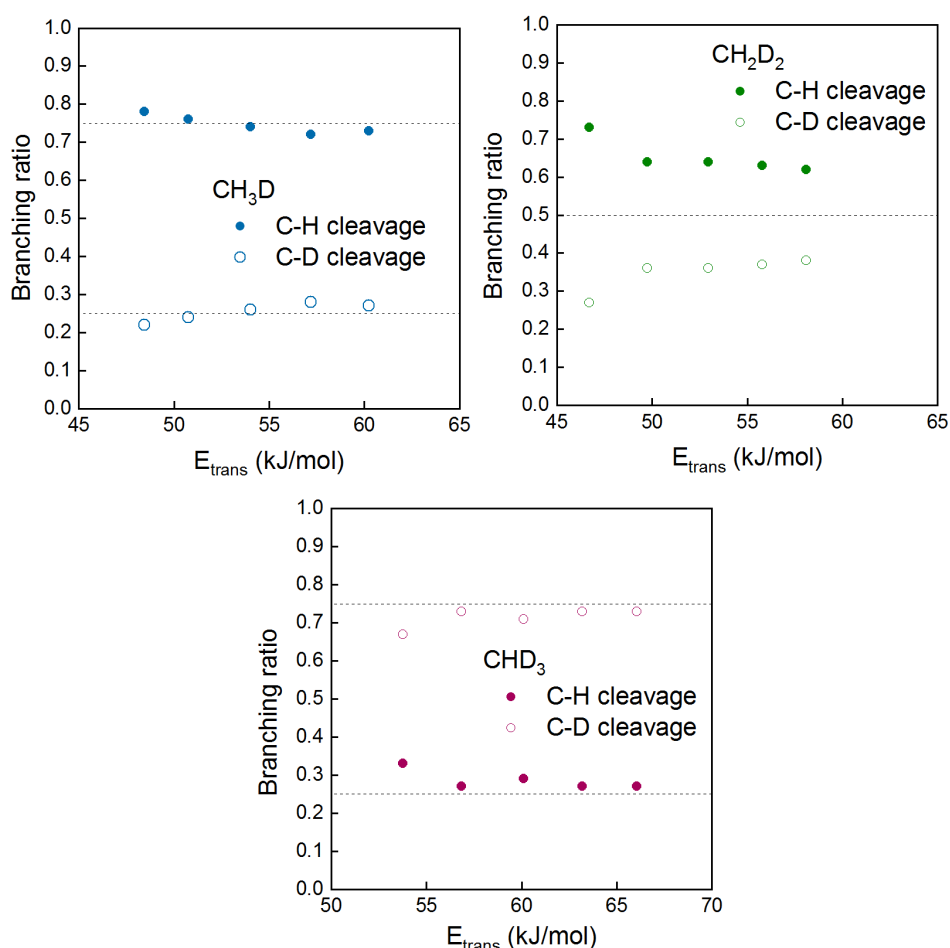 1.0
0.9
0.8
0.7
0.6
0.5
0.4
0.3
0.2
0.1
0.0
Branching ratio
CH₃D
C-H cleavage
C-D cleavage
45 50 55 60 65
E_trans (kJ/mol)
1.0
0.9
0.8
0.7
0.6
0.5
0.4
0.3
0.2
0.1
0.0
Branching ratio
CH₂D₂
C-H cleavage
C-D cleavage
45 50 55 60 65
E_trans (kJ/mol)
1.0
0.9
0.8
0.7
0.6
0.5
0.4
0.3
0.2
0.1
0.0
Branching ratio
CHD₃
C-H cleavage
C-D cleavage
50 55 60 65 70
E_trans (kJ/mol)